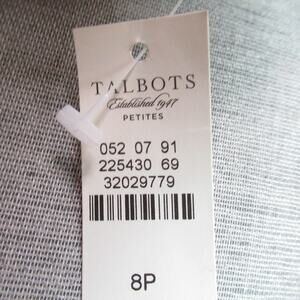 TALBOTS
Established 1947
PETITES
052 07 91
225430 69
32029779
8P